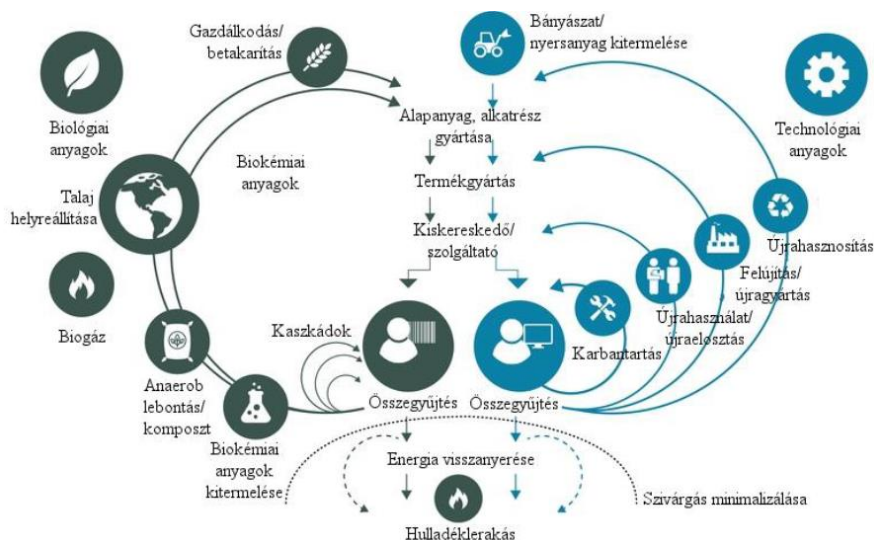 Gazdálkodás/
betakarítás
Bányászat/
nyersanyag kitermelése
Biológiai
anyagok
Technológiai
anyagok
Alapanyag, alkatrész
gyártása
Biokémiai
anyagok
Termékgyártás
Talaj
helyreállítása
Kiskereskedő/
szolgáltató
Újrahasznosítás
Felújítás/
újragyártás
Biogáz
Kaszkádok
Újrahasználat/
újraelosztás
Karbantartás
Anaerob
lebontás/
komposzt
Összegyűjtés
Összegyűjtés
Biokémiai
anyagok
kitermelése
Energia visszanyerése
Szivárgás minimalizálása
Hulladéklerakás